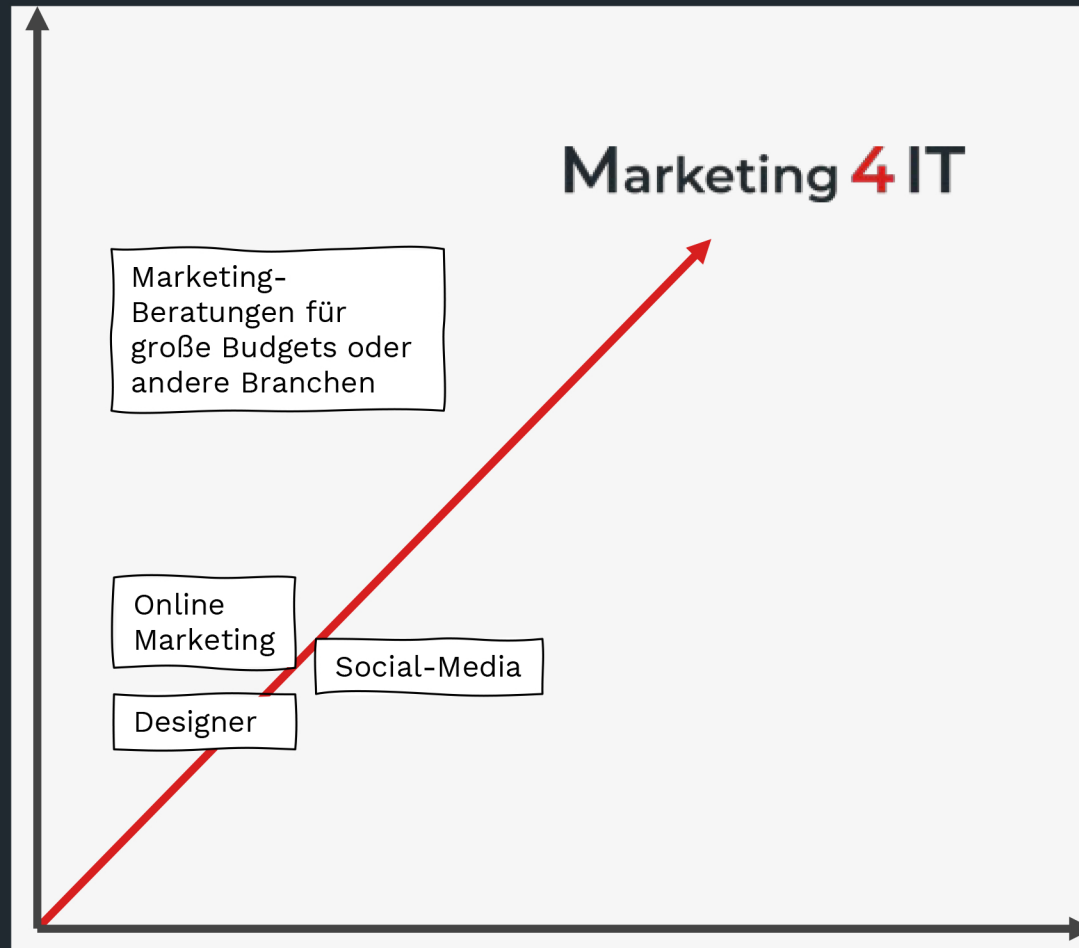 Marketing 4 IT
Marketing-
Beratungen für
große Budgets oder
andere Branchen
Online
Marketing
Social-Media
Designer